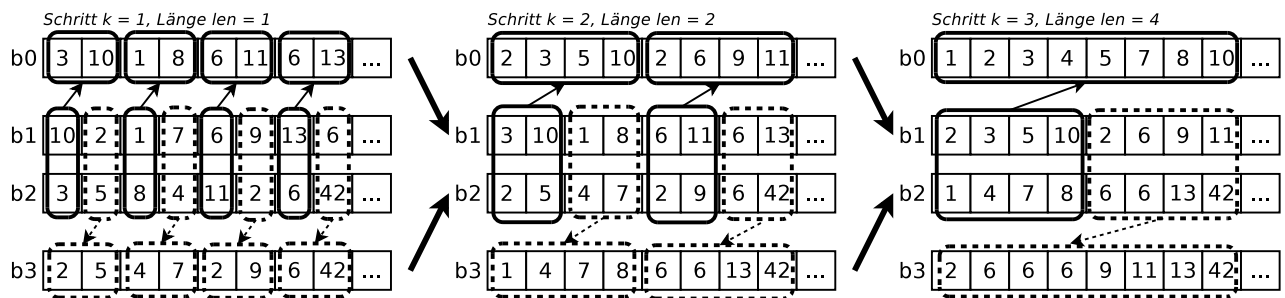 Schritt k = 1, Länge len = 1
b0 3 10 1 8 6 11 6 13 ...
b1 10 2 1 7 6 9 13 6 ...
b2 3 5 8 4 11 2 6 42 ...
b3 2 5 4 7 2 9 6 42 ...
Schritt k = 2, Länge len = 2
b0 2 3 5 10 2 6 9 11 ...
b1 3 10 1 8 6 11 6 13 ...
b2 2 5 4 7 2 9 6 42 ...
b3 1 4 7 8 6 6 13 42 ...
Schritt k = 3, Länge len = 4
b0 1 2 3 4 5 7 8 10 ...
b1 2 3 5 10 2 6 9 11 ...
b2 1 4 7 8 6 6 13 42 ...
b3 2 6 6 6 9 11 13 42 ...